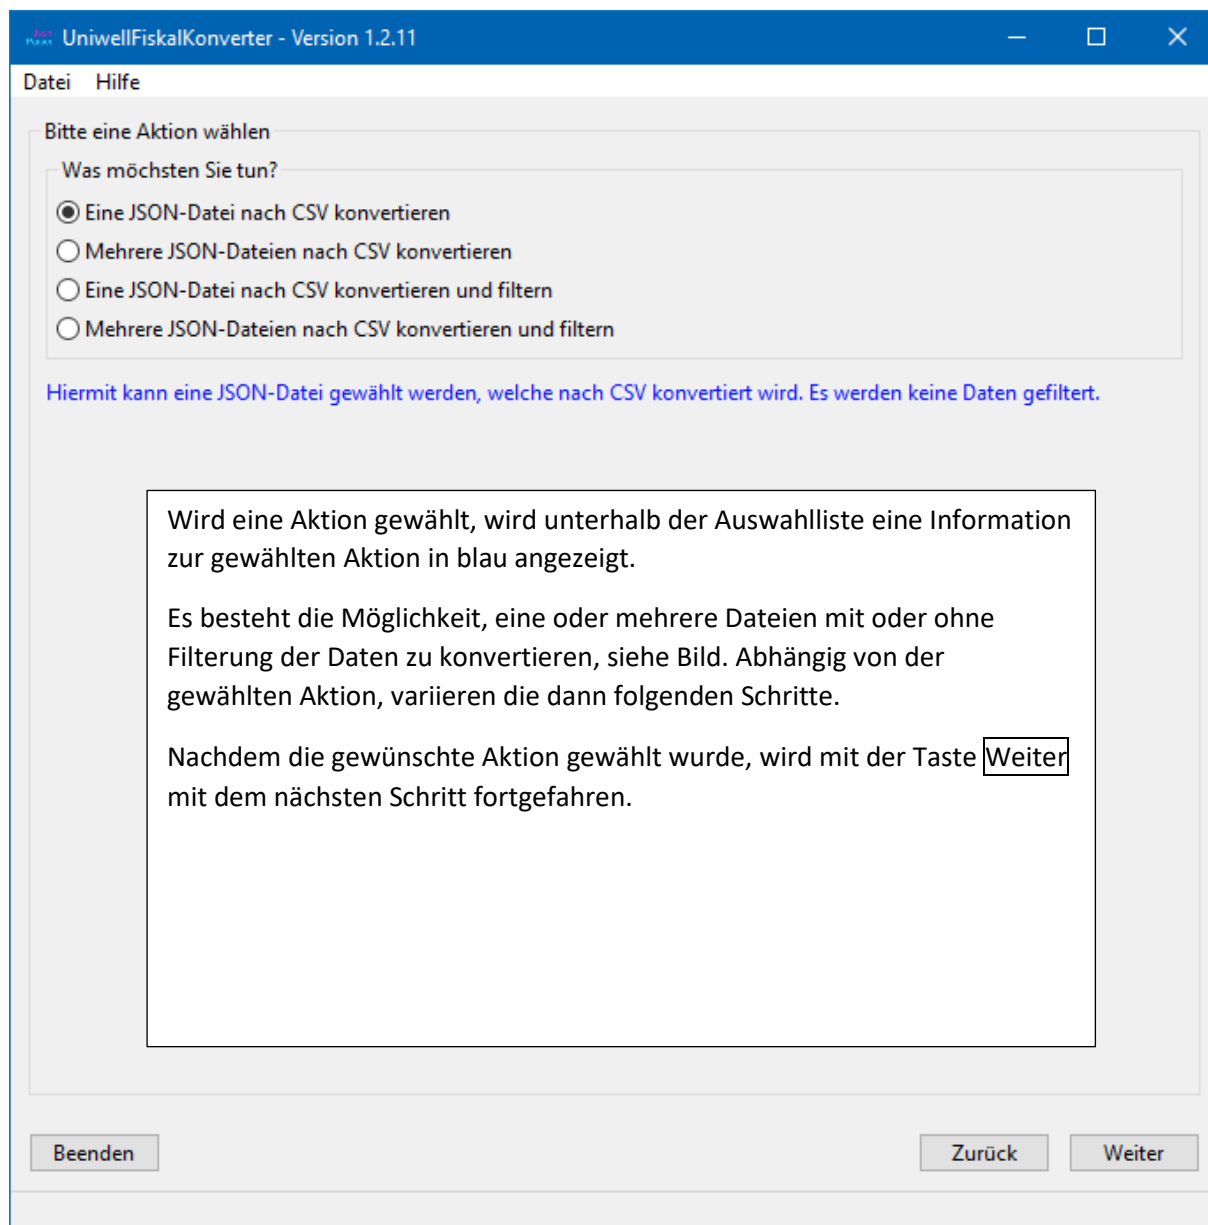 UniwellFiskalKonverter - Version 1.2.11
Datei Hilfe
Bitte eine Aktion wählen
Was möchsten Sie tun?
Eine JSON-Datei nach CSV konvertieren
Mehrere JSON-Dateien nach CSV konvertieren
Eine JSON-Datei nach CSV konvertieren und filtern
Mehrere JSON-Dateien nach CSV konvertieren und filtern
Hiermit kann eine JSON-Datei gewählt werden, welche nach CSV konvertiert wird. Es werden keine Daten gefiltert.
Wird eine Aktion gewählt, wird unterhalb der Auswahlliste eine Information
zur gewählten Aktion in blau angezeigt.
Es besteht die Möglichkeit, eine oder mehrere Dateien mit oder ohne
Filterung der Daten zu konvertieren, siehe Bild. Abhängig von der
gewählten Aktion, variieren die dann folgenden Schritte.
Nachdem die gewünschte Aktion gewählt wurde, wird mit der Taste Weiter
mit dem nächsten Schritt fortgefahren.
Beenden Zurück Weiter